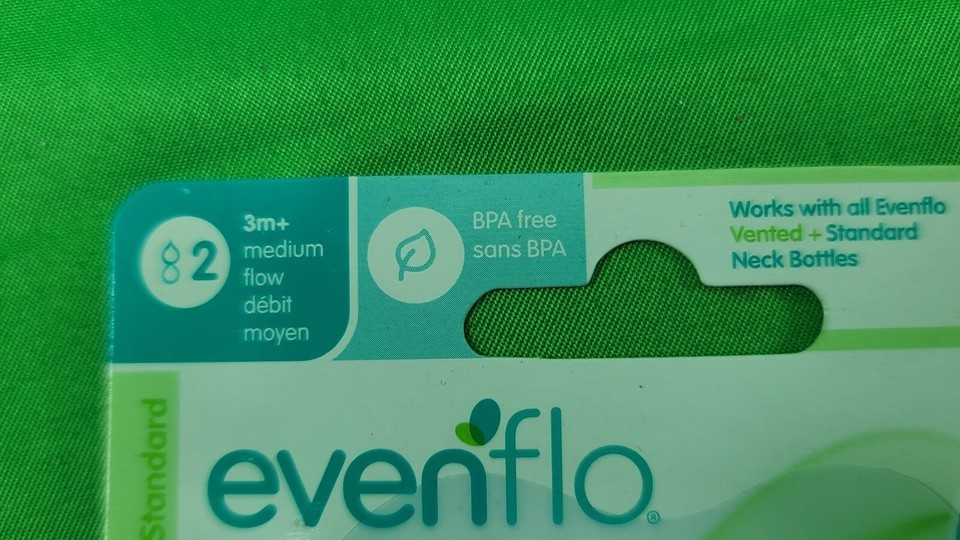 2
3m+
medium
flow
débit
moyen
BPA free
sans BPA
Works with all Evenflo
Vented + Standard
Neck Bottles
Standard
evenflo®